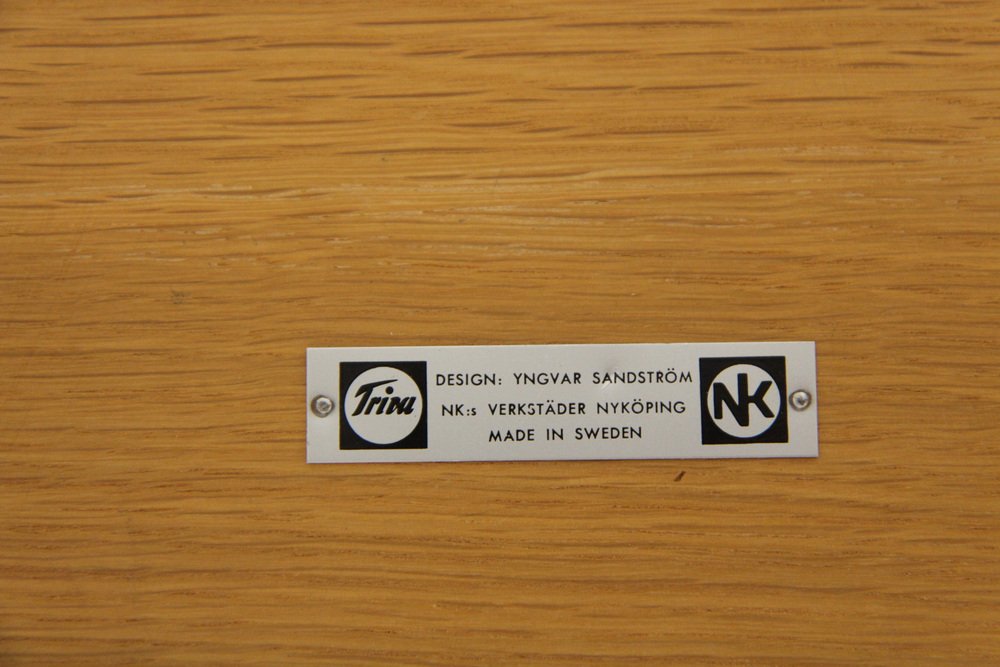 Triva
DESIGN: YNGVAR SANDSTRÖM
NK:s VERKSTÄDER NYKÖPING
MADE IN SWEDEN
NK